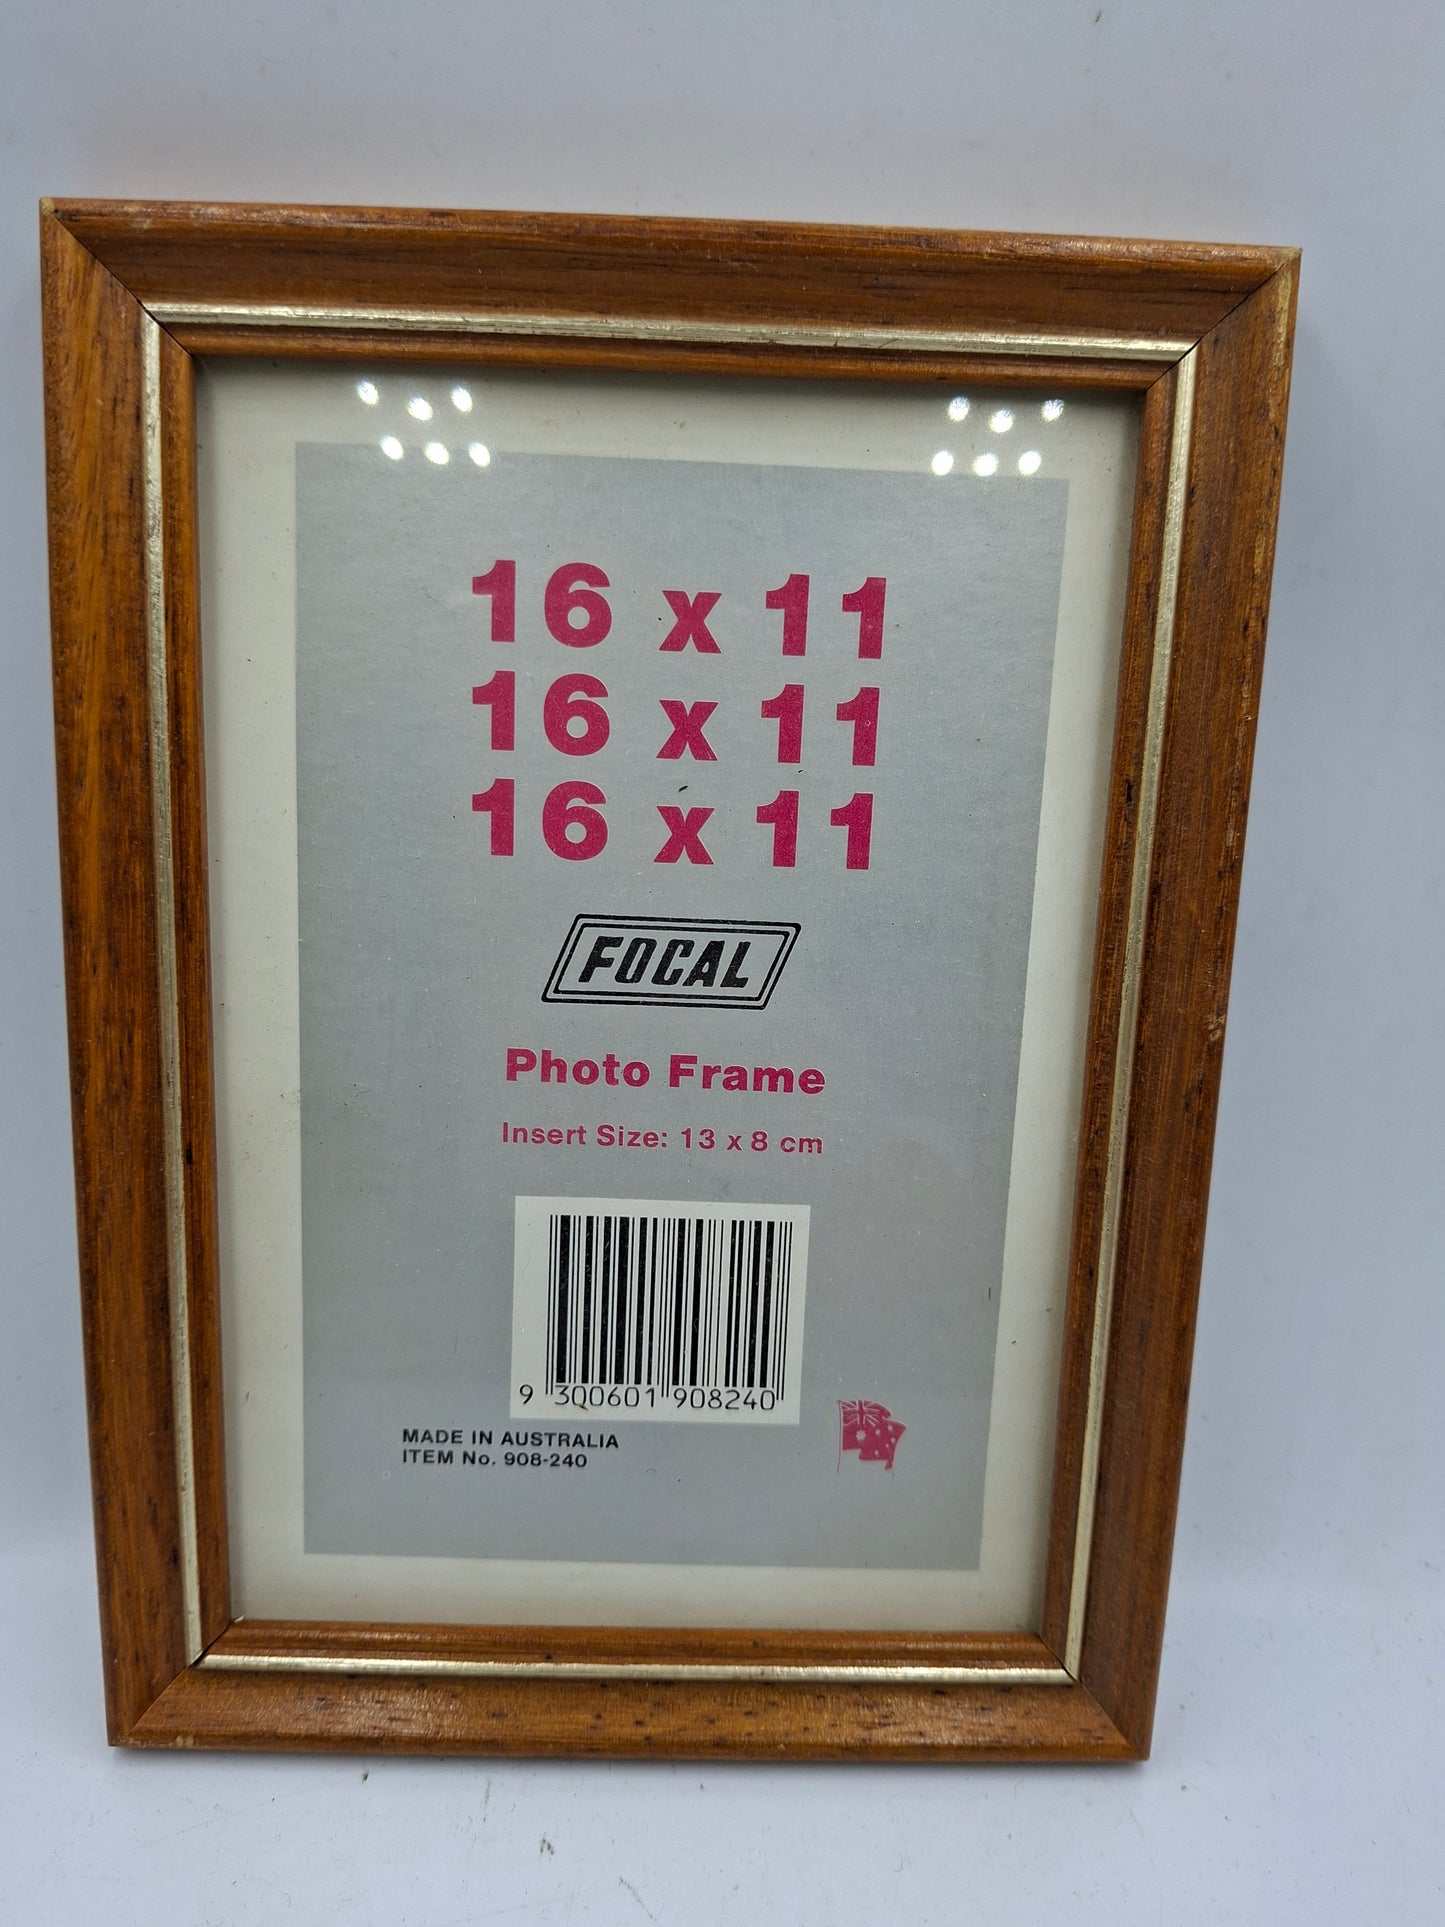 16 x 11
16 x 11
16 x 11
FOCAL
Photo Frame
Insert Size: 13 x 8 cm
9 300601 908240
MADE IN AUSTRALIA
ITEM No. 908-240